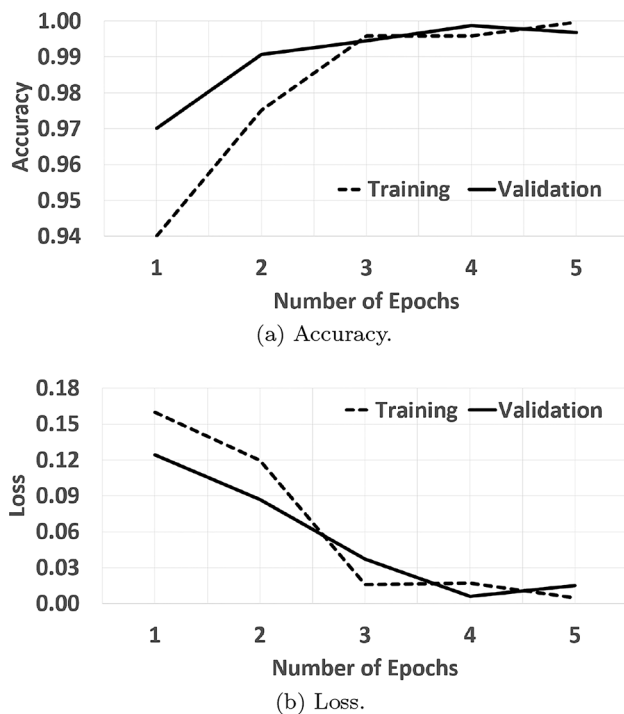 1.00
0.99
0.98
0.97
0.96
0.95
0.94
Accuracy
Training Validation
1 2 3 4 5
Number of Epochs
(a) Accuracy.
0.18
0.15
0.12
0.09
0.06
0.03
0.00
Loss
Training Validation
1 2 3 4 5
Number of Epochs
(b) Loss.